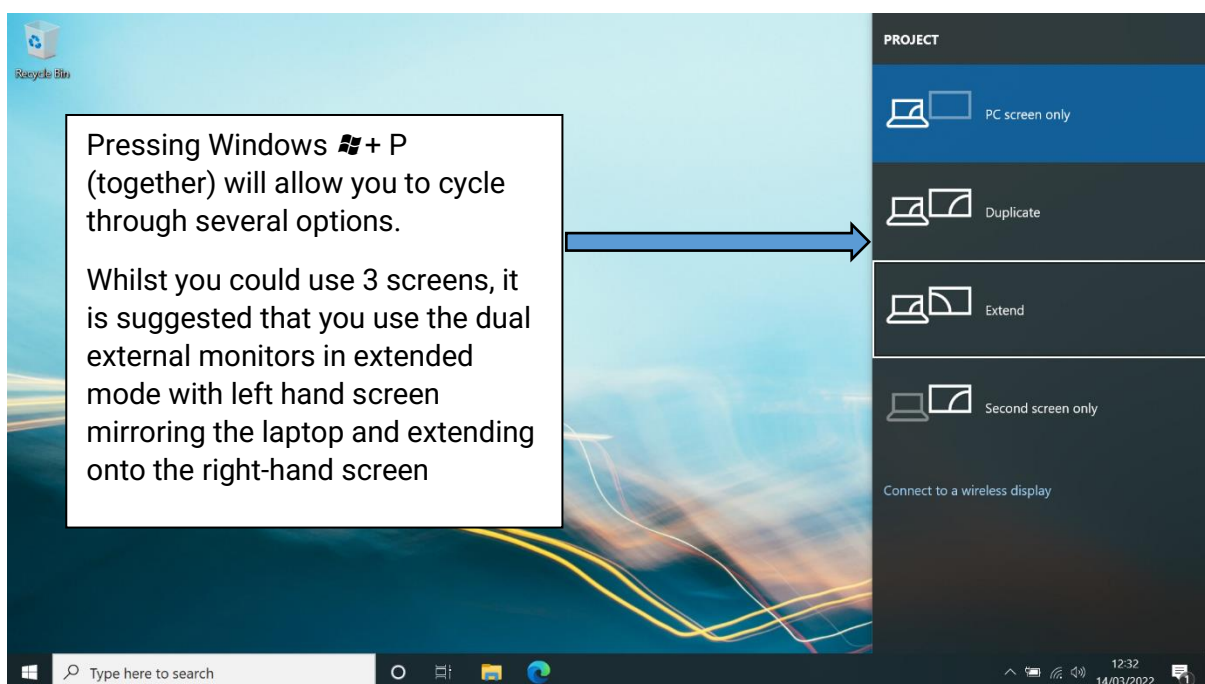 Recycle Bin
Pressing Windows + P
(together) will allow you to cycle
through several options.
Whilst you could use 3 screens, it
is suggested that you use the dual
external monitors in extended
mode with left hand screen
mirroring the laptop and extending
onto the right-hand screen
PROJECT
PC screen only
Duplicate
Extend
Second screen only
Connect to a wireless display
Type here to search
12:32
14/03/2022
1